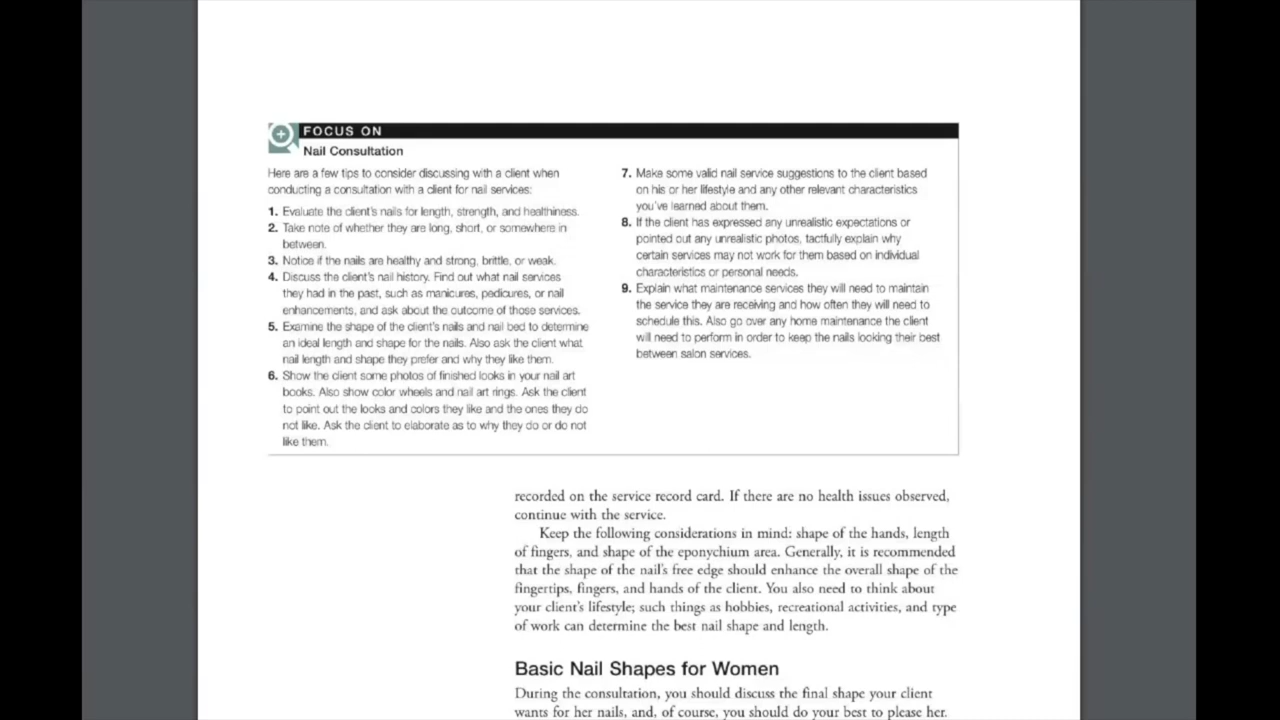 FOCUS ON
Nail Consultation
Here are a few tips to consider discussing with a client when
conducting a consultation with a client for nail services:
1. Evaluate the client's nails for length, strength, and healthiness.
2. Take note of whether they are long, short, or somewhere in
between.
3. Notice if the nails are healthy and strong, brittle, or weak.
4. Discuss the client's nail history. Find out what nail services
they had in the past, such as manicures, pedicures, or nail
enhancements, and ask about the outcome of those services.
5. Examine the shape of the client's nails and nail bed to determine
an ideal length and shape for the nails. Also ask the client what
nail length and shape they prefer and why they like them.
6. Show the client some photos of finished looks in your nail art
books. Also show color wheels and nail art rings. Ask the client
to point out the looks and colors they like and the ones they do
not like. Ask the client to elaborate as to why they do or do not
like them.
7. Make some valid nail service suggestions to the client based
on his or her lifestyle and any other relevant characteristics
you've learned about them.
8. If the client has expressed any unrealistic expectations or
pointed out any unrealistic photos, tactfully explain why
certain services may not work for them based on individual
characteristics or personal needs.
9. Explain what maintenance services they will need to maintain
the service they are receiving and how often they will need to
schedule this. Also go over any home maintenance the client
will need to perform in order to keep the nails looking their best
between salon services.
recorded on the service record card. If there are no health issues observed,
continue with the service.
Keep the following considerations in mind: shape of the hands, length
of fingers, and shape of the eponychium area. Generally, it is recommended
that the shape of the nail's free edge should enhance the overall shape of the
fingertips, fingers, and hands of the client. You also need to think about
your client's lifestyle; such things as hobbies, recreational activities, and type
of work can determine the best nail shape and length.
Basic Nail Shapes for Women
During the consultation, you should discuss the final shape your client
wants for her nails, and, of course, you should do your best to please her.